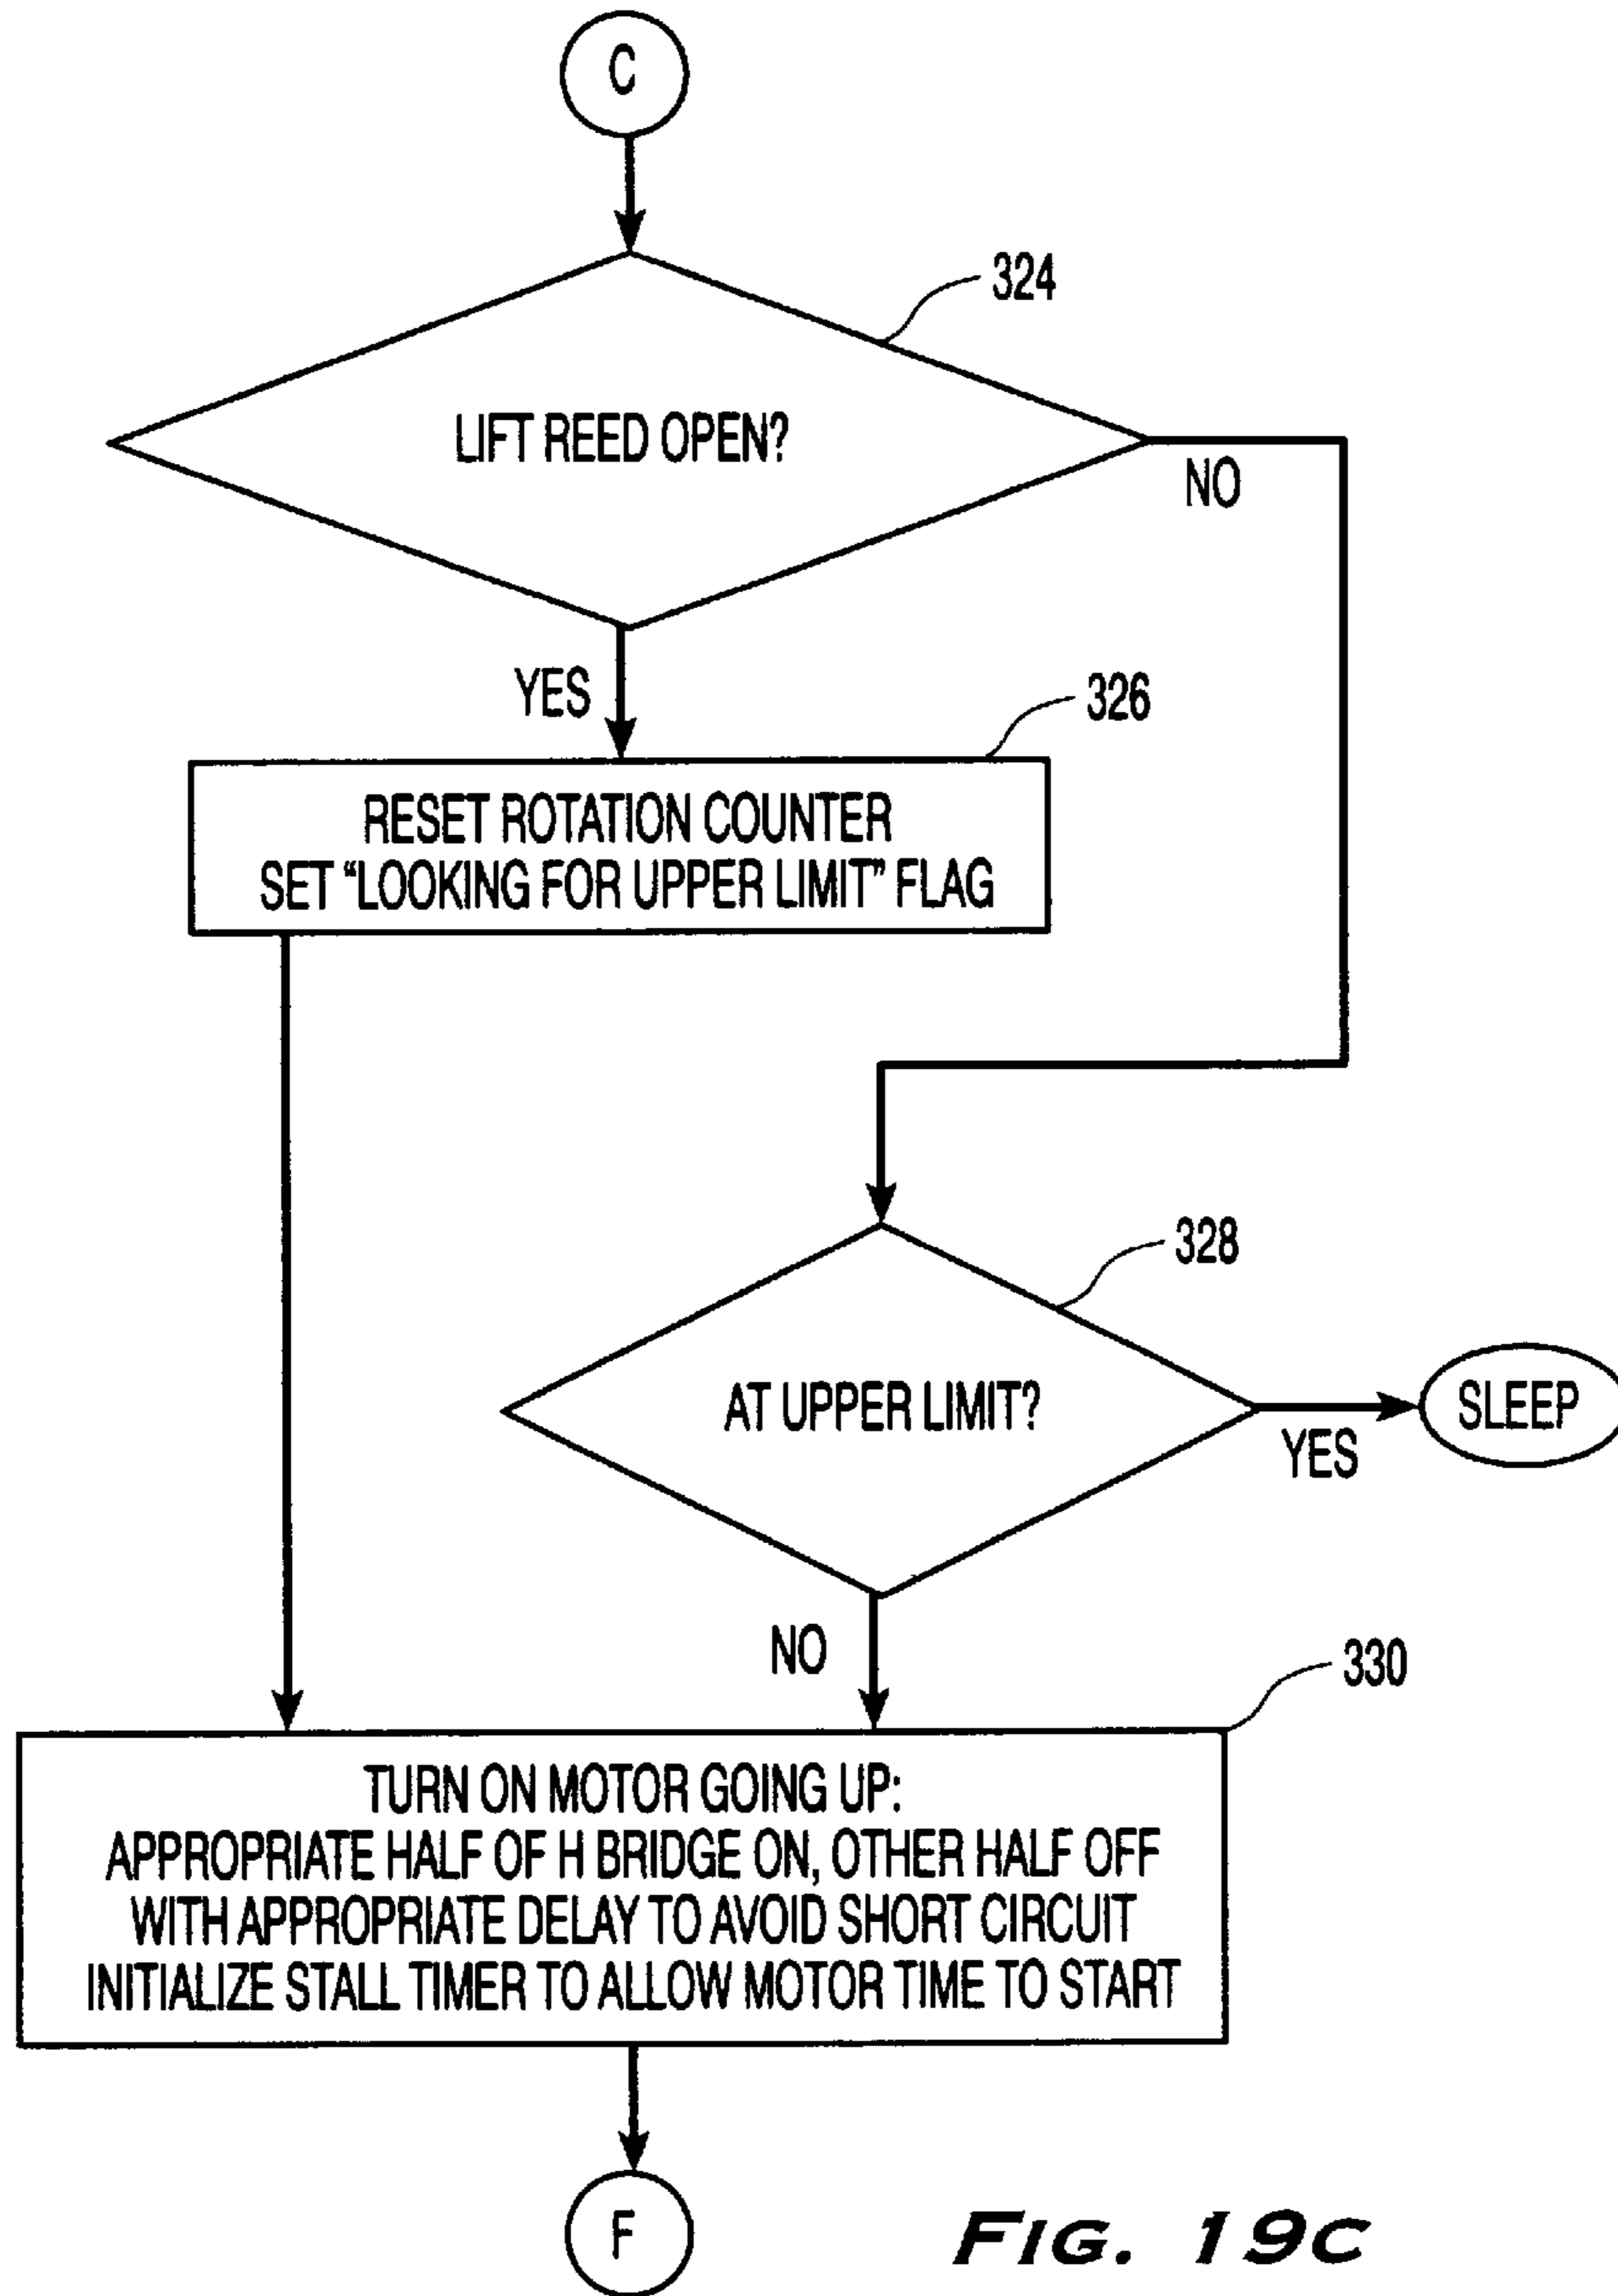 C
324
LIFT REED OPEN?
NO
YES
326
RESET ROTATION COUNTER
SET “LOOKING FOR UPPER LIMIT” FLAG
328
AT UPPER LIMIT?
YES
SLEEP
NO
330
TURN ON MOTOR GOING UP:
APPROPRIATE HALF OF H BRIDGE ON, OTHER HALF OFF
WITH APPROPRIATE DELAY TO AVOID SHORT CIRCUIT
INITIALIZE STALL TIMER TO ALLOW MOTOR TIME TO START
F
FIG. 19C